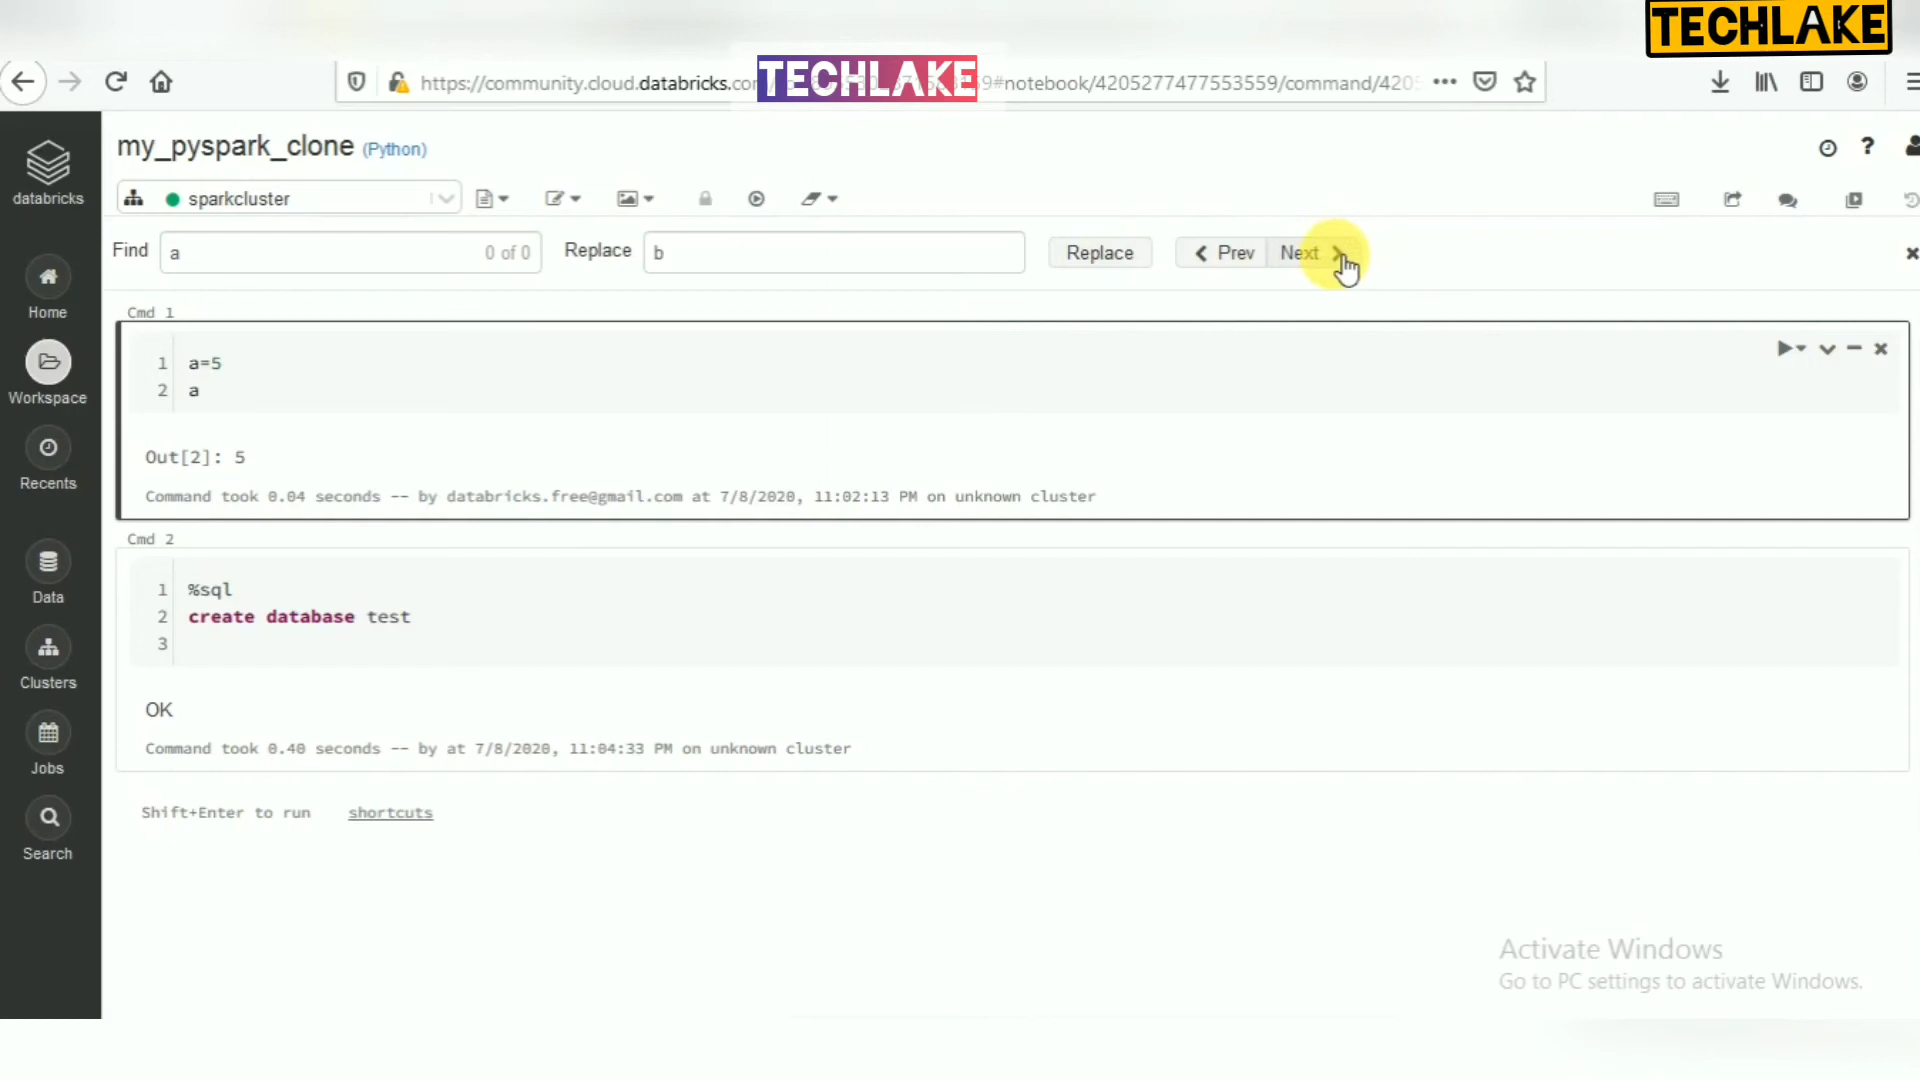 TECHLAKE
TECHLAKE
https://community.cloud.databricks.co
9#notebook/4205277477553559/command/420
my_pyspark_clone (Python)
databricks
sparkcluster
Find a 0 of 0 Replace b Replace Prev Next
Cmd 1
1 a=5
2 a
Out[2]: 5
Command took 0.04 seconds -- by databricks.free@gmail.com at 7/8/2020, 11:02:13 PM on unknown cluster
Cmd 2
1 %sql
2 create database test
3
OK
Command took 0.40 seconds -- by at 7/8/2020, 11:04:33 PM on unknown cluster
Shift+Enter to run shortcuts
Home
Workspace
Recents
Data
Clusters
Jobs
Search
Activate Windows
Go to PC settings to activate Windows.